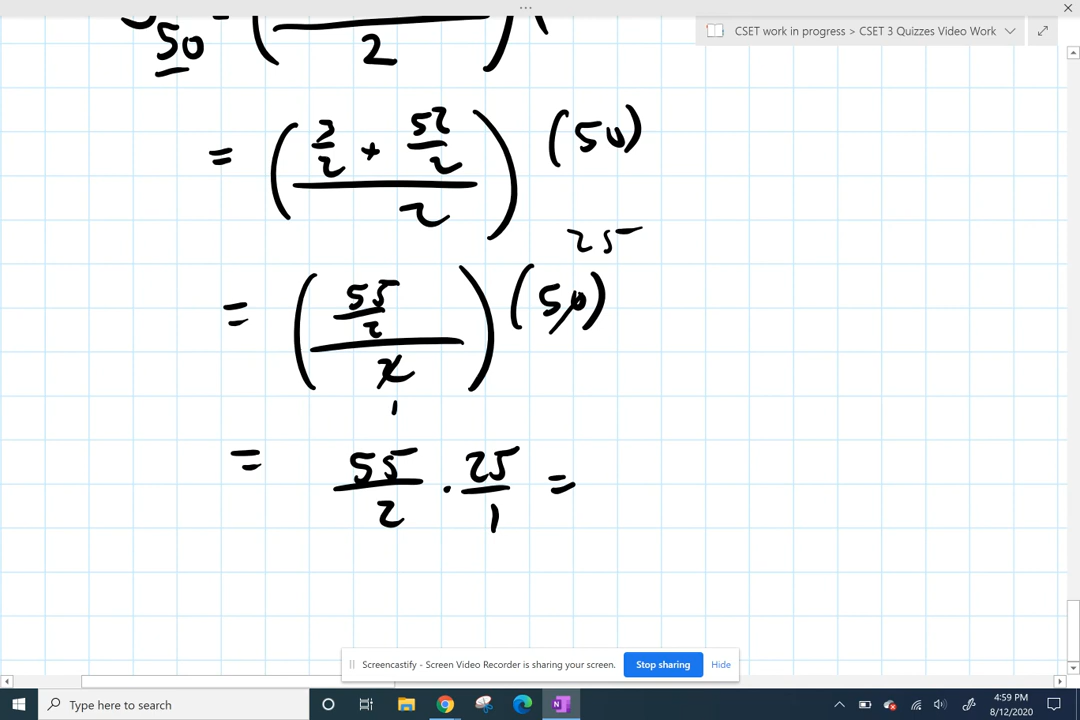 ...
CSET work in progress > CSET 3 Quizzes Video Work
50 = ( / 2 ) (
= ((3/2 + 52/2) / 2) (50)
25
= ((55/2) / 2) (50)
1
= 55/2 · 25/1 =
Screencastify - Screen Video Recorder is sharing your screen. Stop sharing Hide
Type here to search
4:59 PM
8/12/2020